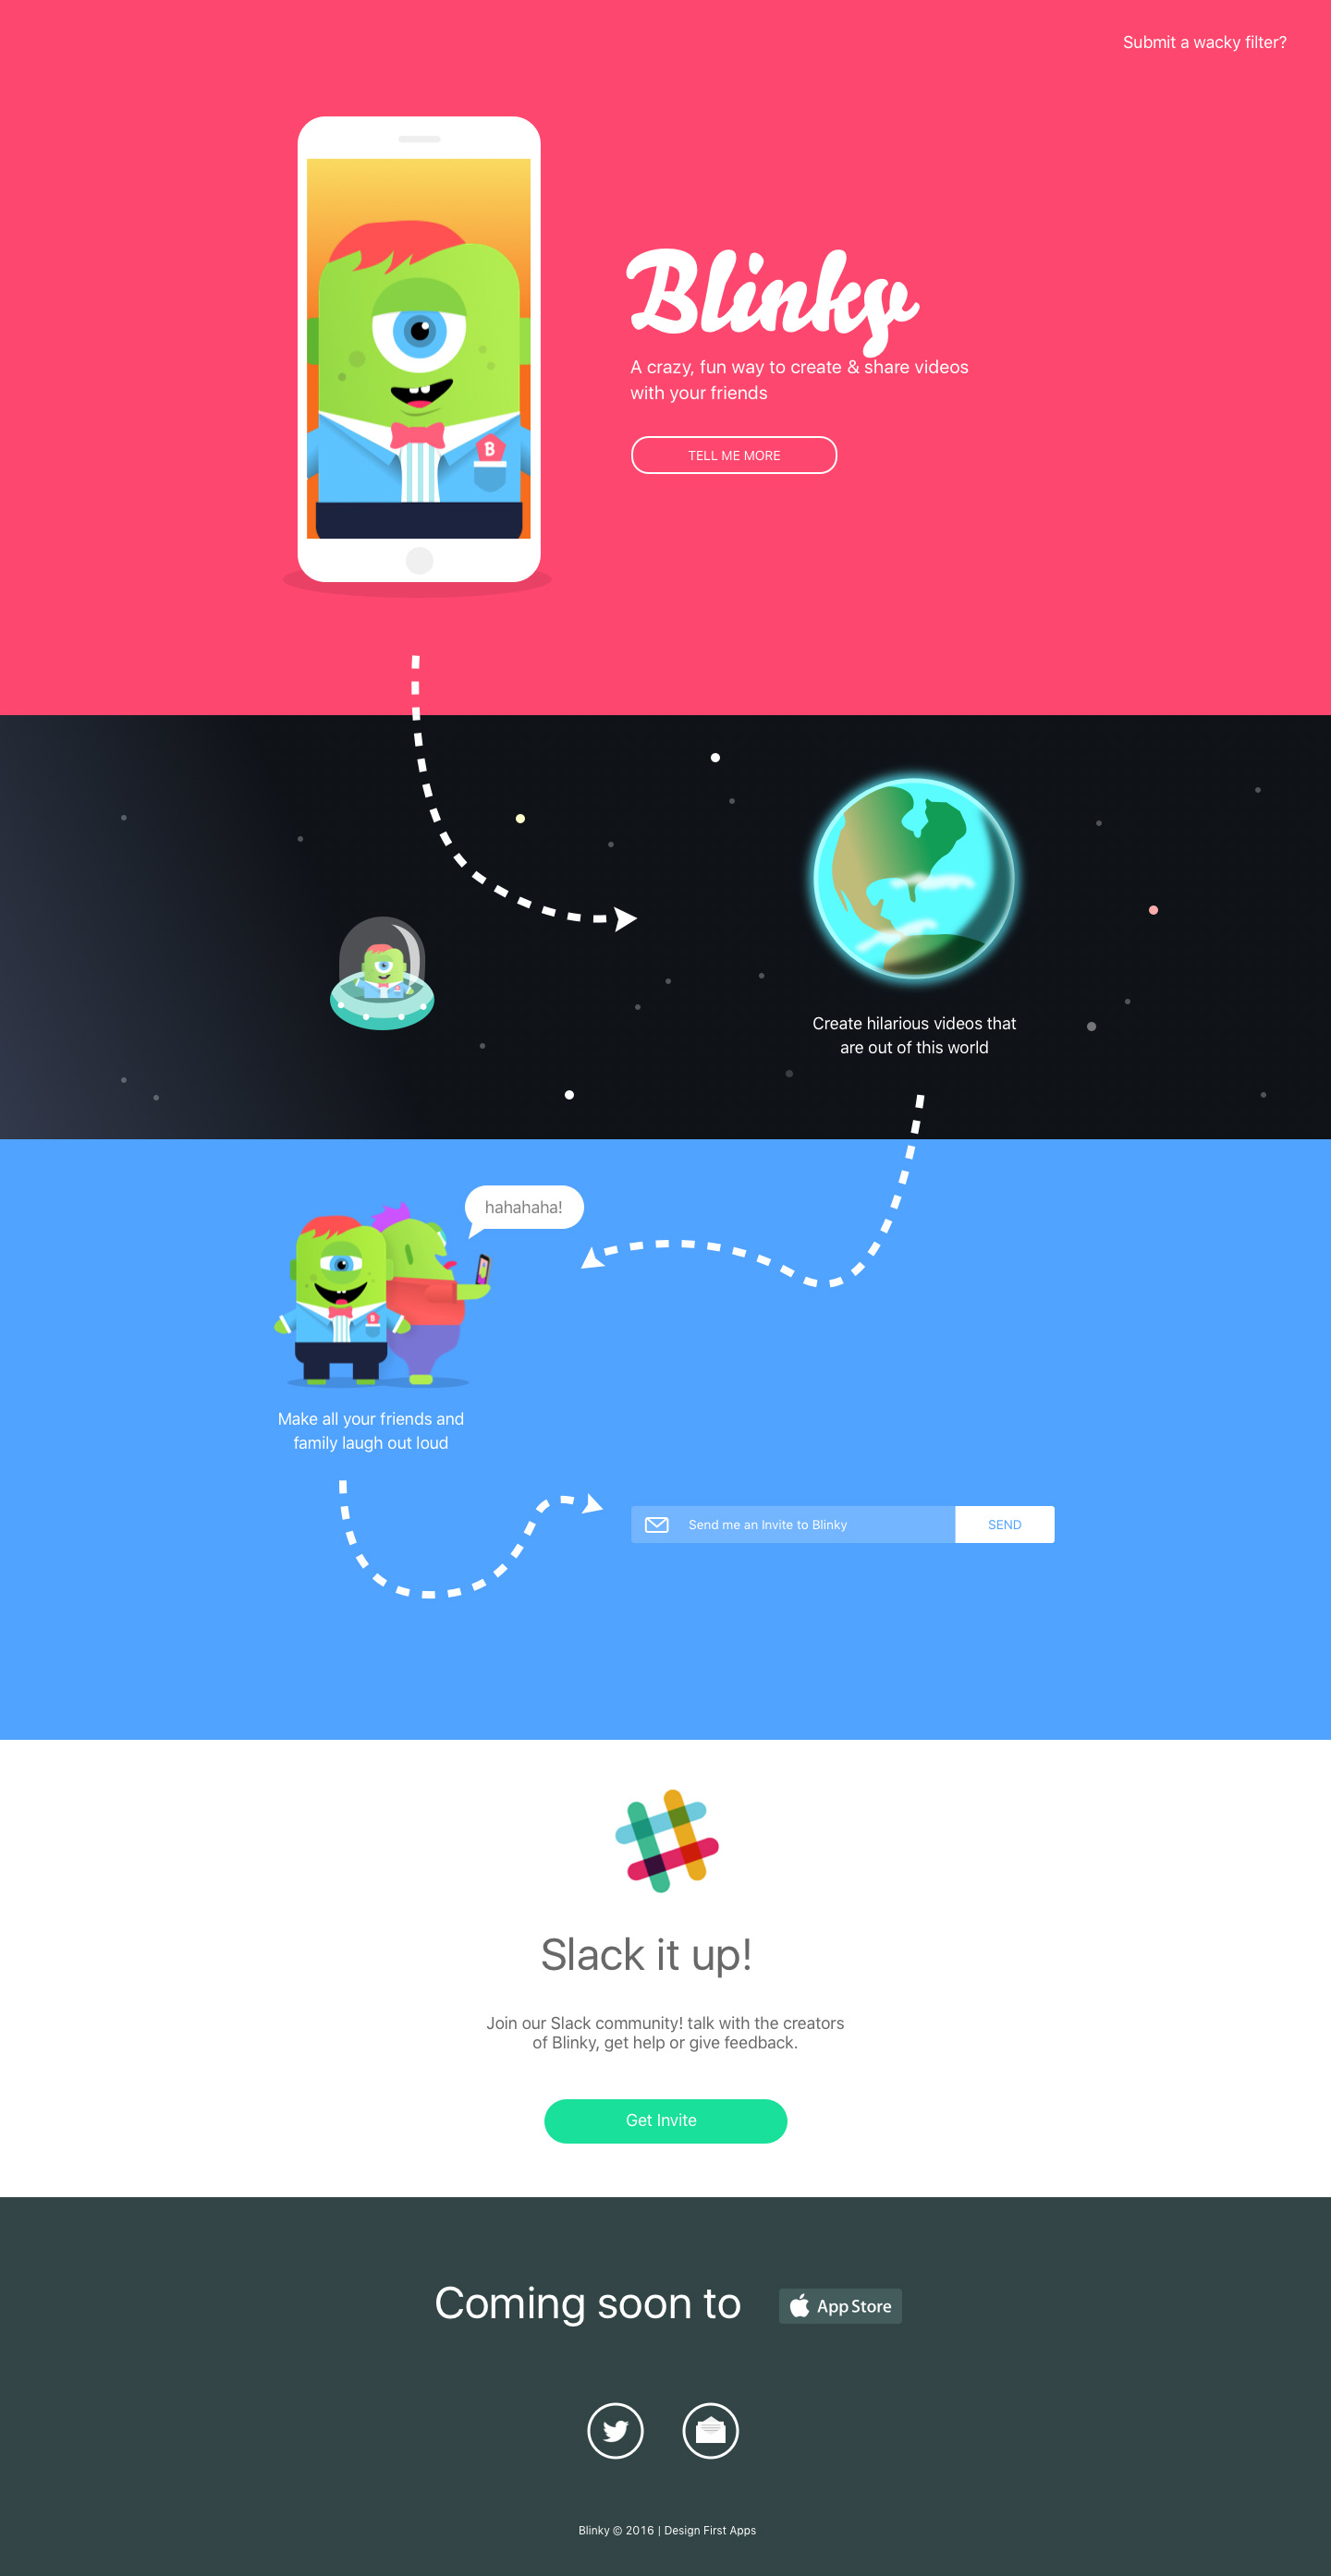 Submit a wacky filter?
Blinky
A crazy, fun way to create & share videos
with your friends
B
TELL ME MORE
Create hilarious videos that
are out of this world
hahahaha!
Make all your friends and
family laugh out loud
Send me an Invite to Blinky
SEND
Slack it up!
Join our Slack community! talk with the creators
of Blinky, get help or give feedback.
Get Invite
Coming soon to
App Store
Blinky © 2016 | Design First Apps